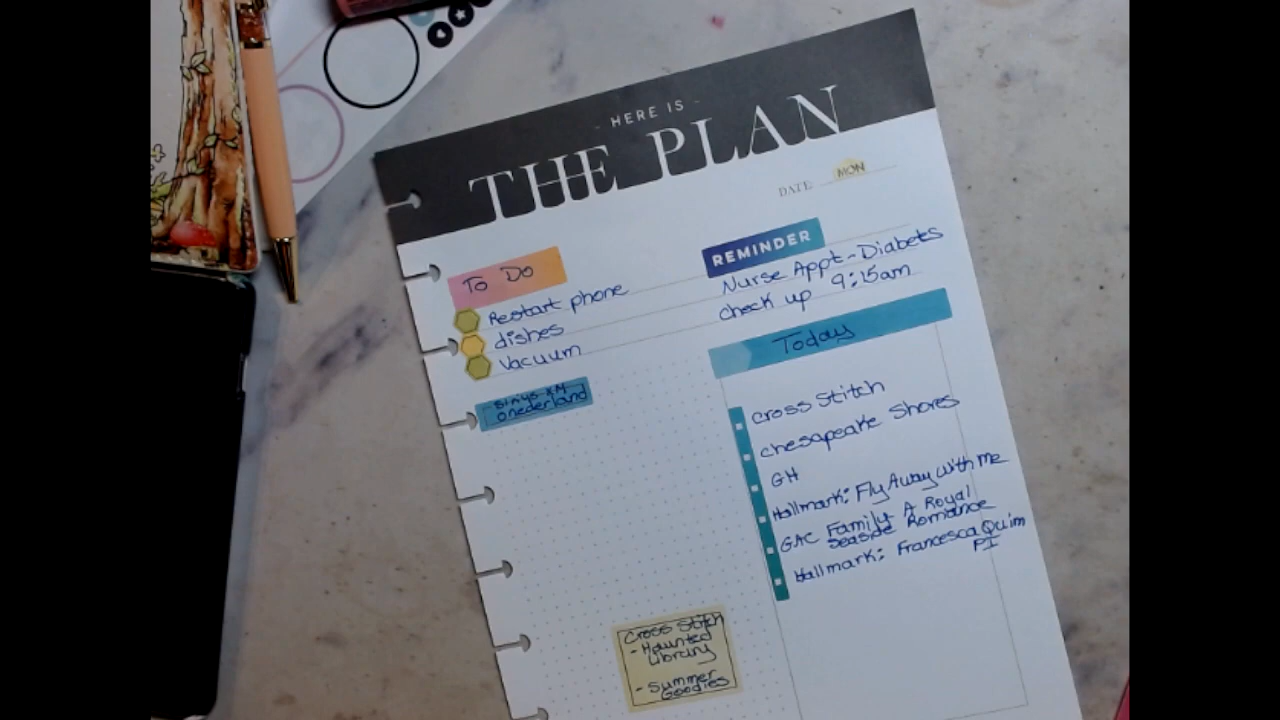 - HERE IS -
THE PLAN
DATE MON
To Do
Restart phone
dishes
Vacuum
REMINDER
Nurse Appt-Diabets
check up 9:15am
onederland
Today
cross Stitch
chesapeake Shores
GH
Hallmark: Fly Away with Me
GAC Family A Royal
Seaside Romance
Hallmark: Francesca Quim
PI
Cross Stitch
- Haunted
Library
- Summer
Goodies